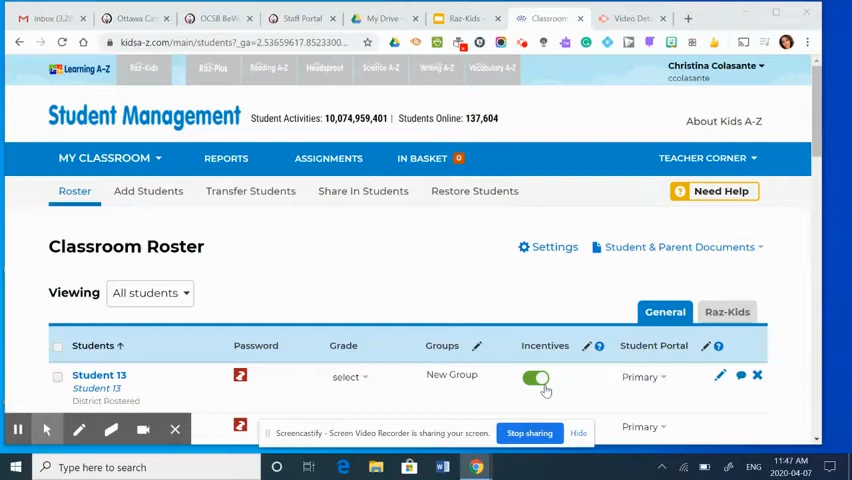 Inbox (3,28
Ottawa Ca
OCSB BeW
Staff Portal
My Drive -
Raz-Kids -
Classroom
Video Det
kidsa-z.com/main/students?_ga=2.53659617.8523300...
Learning A-Z
Raz-Kids
Raz-Plus
Reading A-Z
Headsprout
Science A-Z
Writing A-Z
Vocabulary A-Z
Christina Colasante
ccolasante
Student Management
Student Activities: 10,074,959,401 | Students Online: 137,604
About Kids A-Z
MY CLASSROOM
REPORTS
ASSIGNMENTS
IN BASKET 0
TEACHER CORNER
Roster
Add Students
Transfer Students
Share In Students
Restore Students
Need Help
Classroom Roster
Settings
Student & Parent Documents
Viewing
All students
General
Raz-Kids
Students
Password
Grade
Groups
Incentives
Student Portal
Student 13
select
New Group
Primary
Student 13
District Rostered
Primary
Screencastify - Screen Video Recorder is sharing your screen.
Stop sharing
Hide
Type here to search
ENG
11:47 AM
2020-04-07